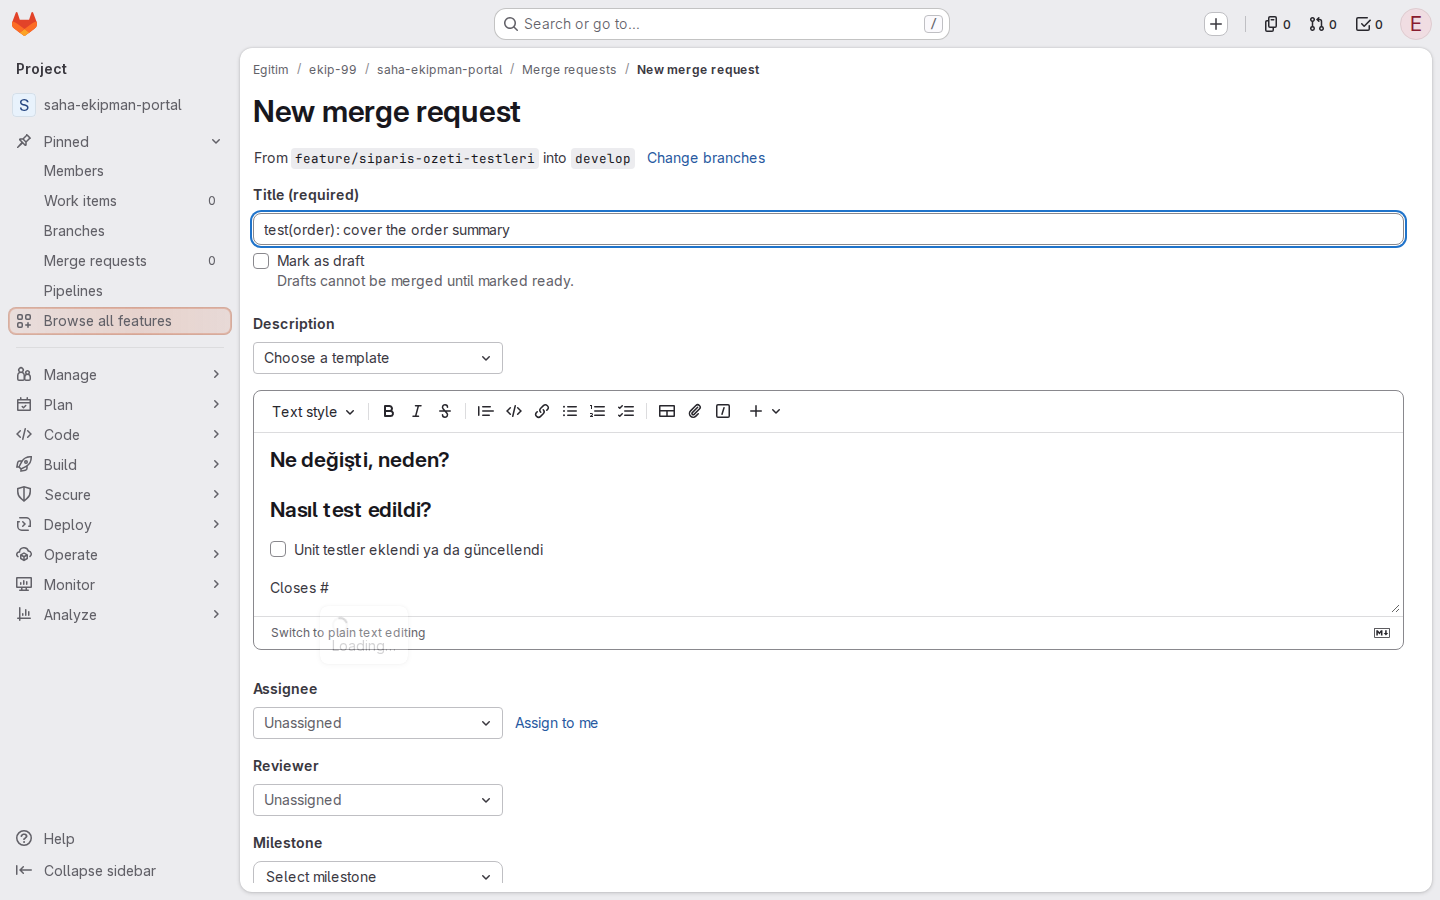 Search or go to...
/
0
0
0
E
Project
S
saha-ekipman-portal
Pinned
Members
Work items
0
Branches
Merge requests
0
Pipelines
Browse all features
Manage
Plan
Code
Build
Secure
Deploy
Operate
Monitor
Analyze
Help
Collapse sidebar
Egitim / ekip-99 / saha-ekipman-portal / Merge requests / New merge request
New merge request
From feature/siparis-ozeti-testleri into develop Change branches
Title (required)
test(order): cover the order summary
Mark as draft
Drafts cannot be merged until marked ready.
Description
Choose a template
Text style
Ne değişti, neden?
Nasıl test edildi?
Unit testler eklendi ya da güncellendi
Closes #
Switch to plain text editing
Loading...
Assignee
Unassigned
Assign to me
Reviewer
Unassigned
Milestone
Select milestone